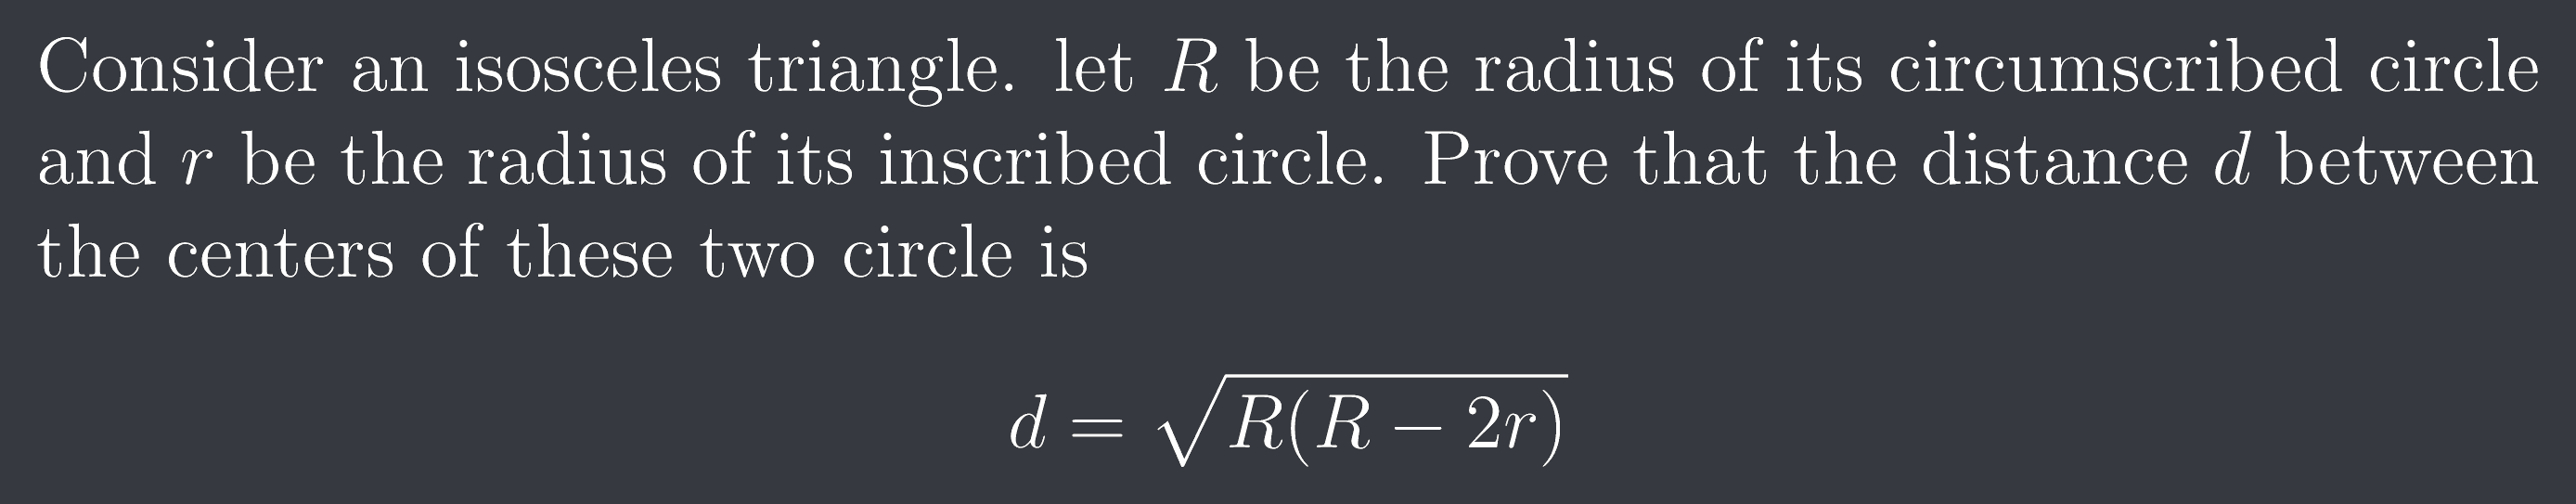 Consider an isosceles triangle. let R be the radius of its circumscribed circle
and r be the radius of its inscribed circle. Prove that the distance d between
the centers of these two circle is
d = √R(R − 2r)